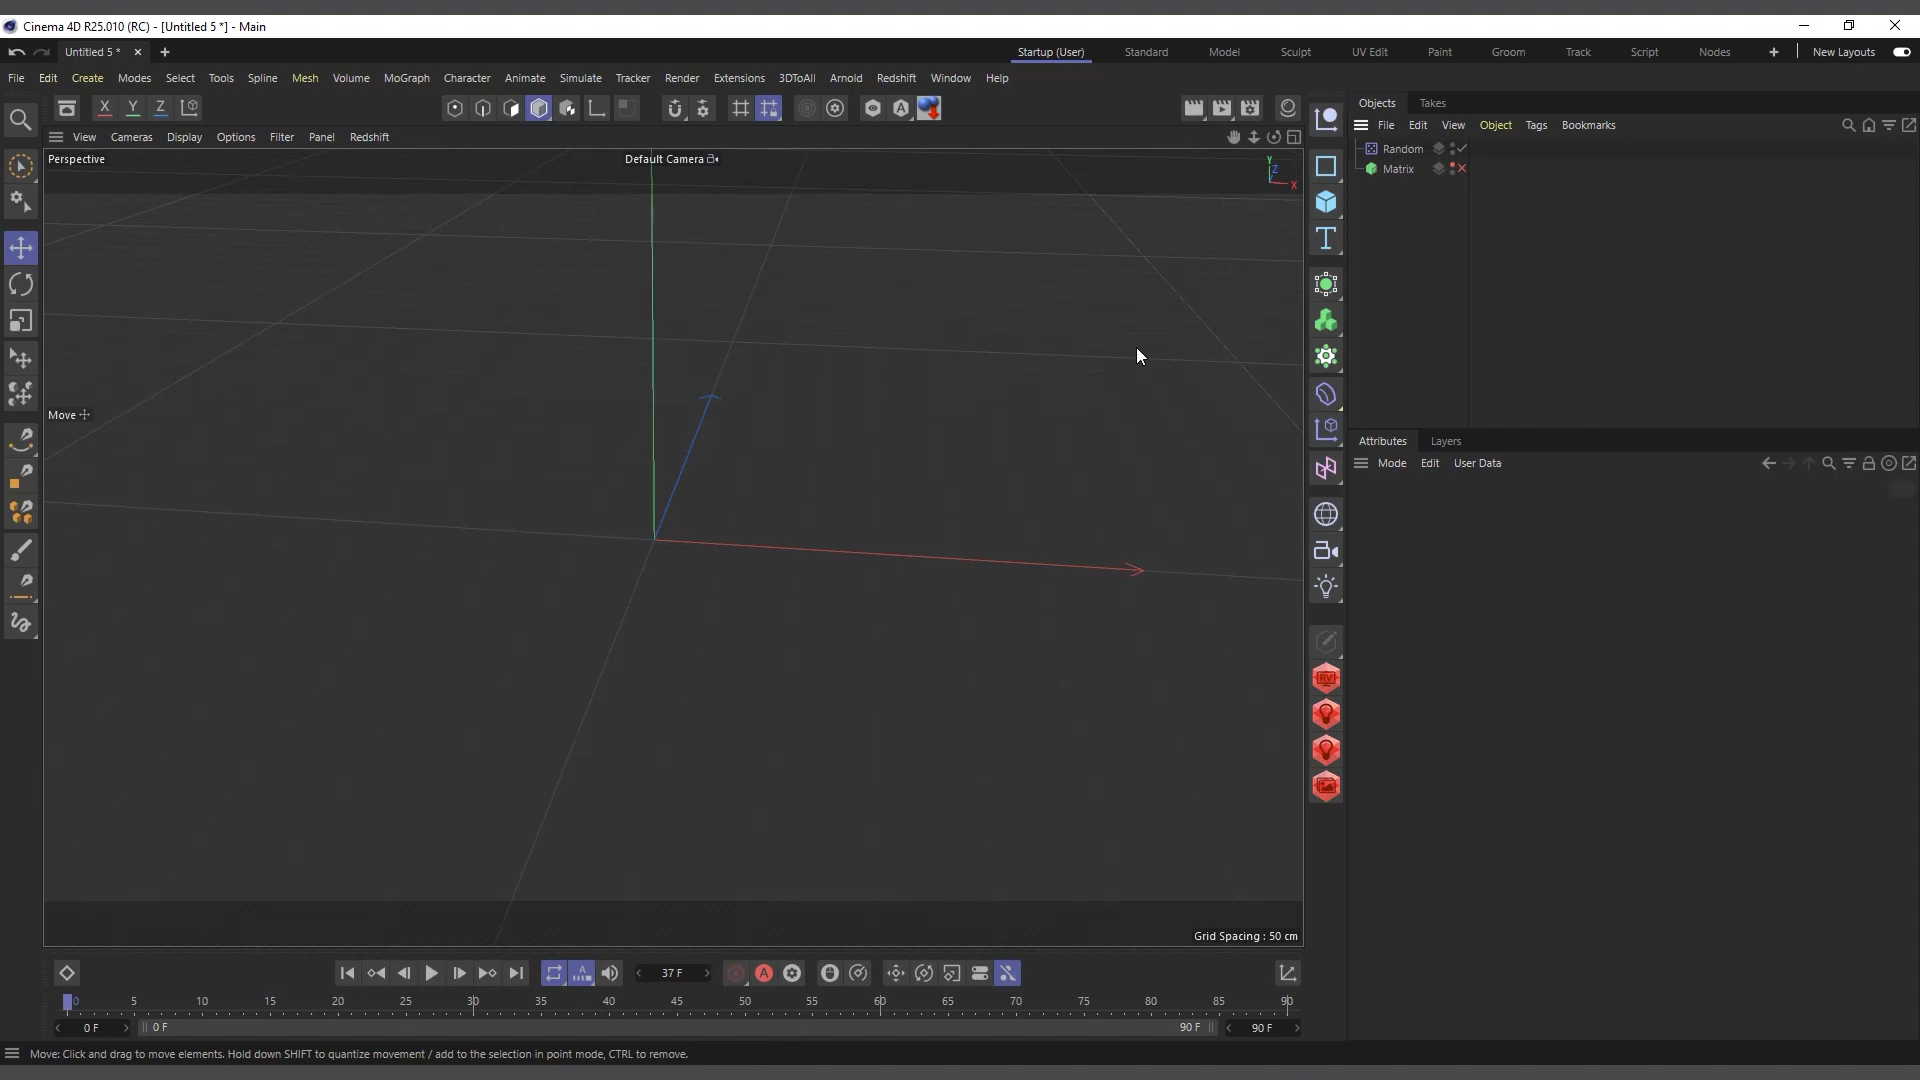 Cinema 4D R25.010 (RC) - [Untitled 5 *] - Main
Untitled 5 *
Startup (User) Standard Model Sculpt UV Edit Paint Groom Track Script Nodes New Layouts
File Edit Create Modes Select Tools Spline Mesh Volume MoGraph Character Animate Simulate Tracker Render Extensions 3DToAll Arnold Redshift Window Help
X Y Z
View Cameras Display Options Filter Panel Redshift
Perspective
Default Camera
Y
Z
X
Move
Grid Spacing : 50 cm
Objects Takes
File Edit View Object Tags Bookmarks
Random
Matrix
Attributes Layers
Mode Edit User Data
RV
37 F
A
0 5 10 15 20 25 30 35 40 45 50 55 60 65 70 75 80 85 90
0 F 0 F 90 F 90 F
Move: Click and drag to move elements. Hold down SHIFT to quantize movement / add to the selection in point mode, CTRL to remove.